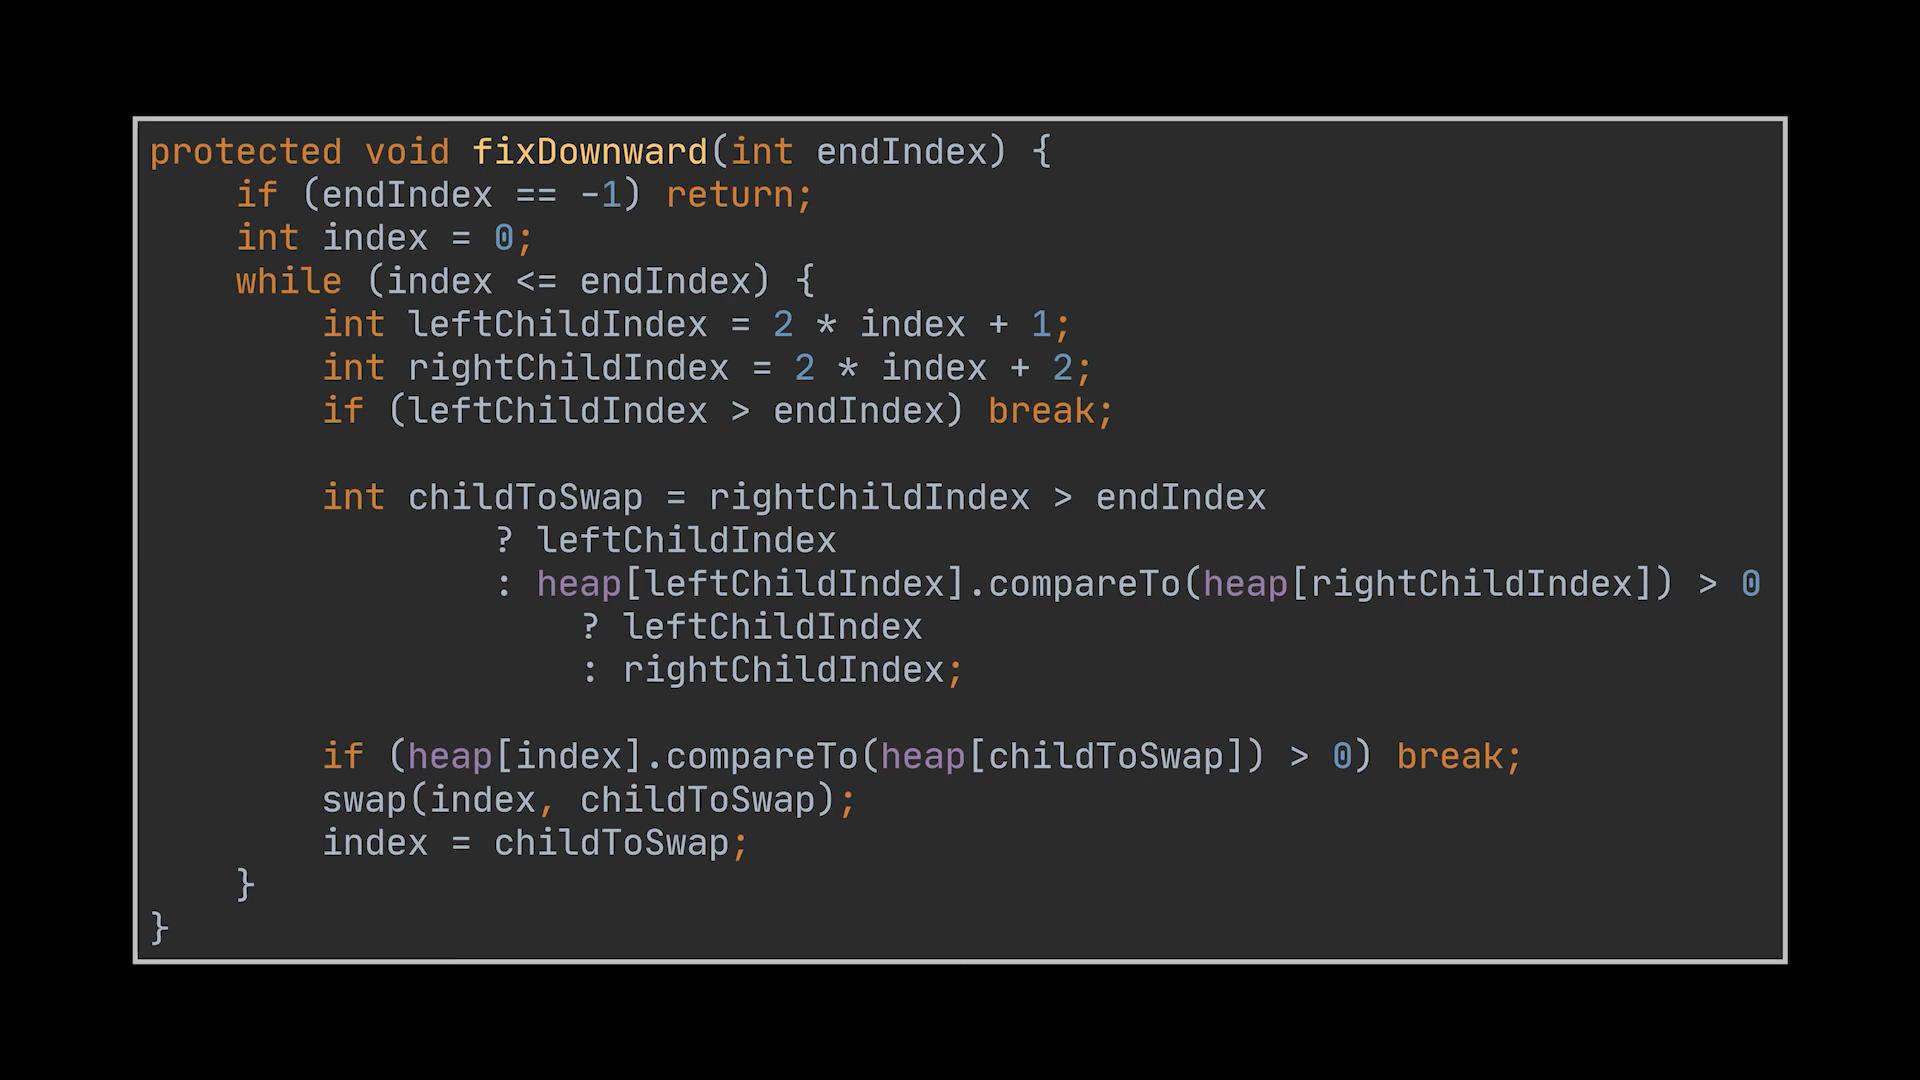 protected void fixDownward(int endIndex) {
    if (endIndex == -1) return;
    int index = 0;
    while (index <= endIndex) {
        int leftChildIndex = 2 * index + 1;
        int rightChildIndex = 2 * index + 2;
        if (leftChildIndex > endIndex) break;

        int childToSwap = rightChildIndex > endIndex
                ? leftChildIndex
                : heap[leftChildIndex].compareTo(heap[rightChildIndex]) > 0
                    ? leftChildIndex
                    : rightChildIndex;

        if (heap[index].compareTo(heap[childToSwap]) > 0) break;
        swap(index, childToSwap);
        index = childToSwap;
    }
}